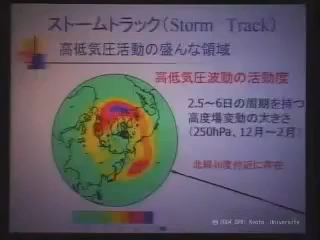 ストームトラック(Storm Track)
高低気圧活動の盛んな領域
高低気圧波動の活動度
2.5～6日の周期を持つ
高度場変動の大きさ
(250hPa、12月～2月)
北緯40度付近に存在